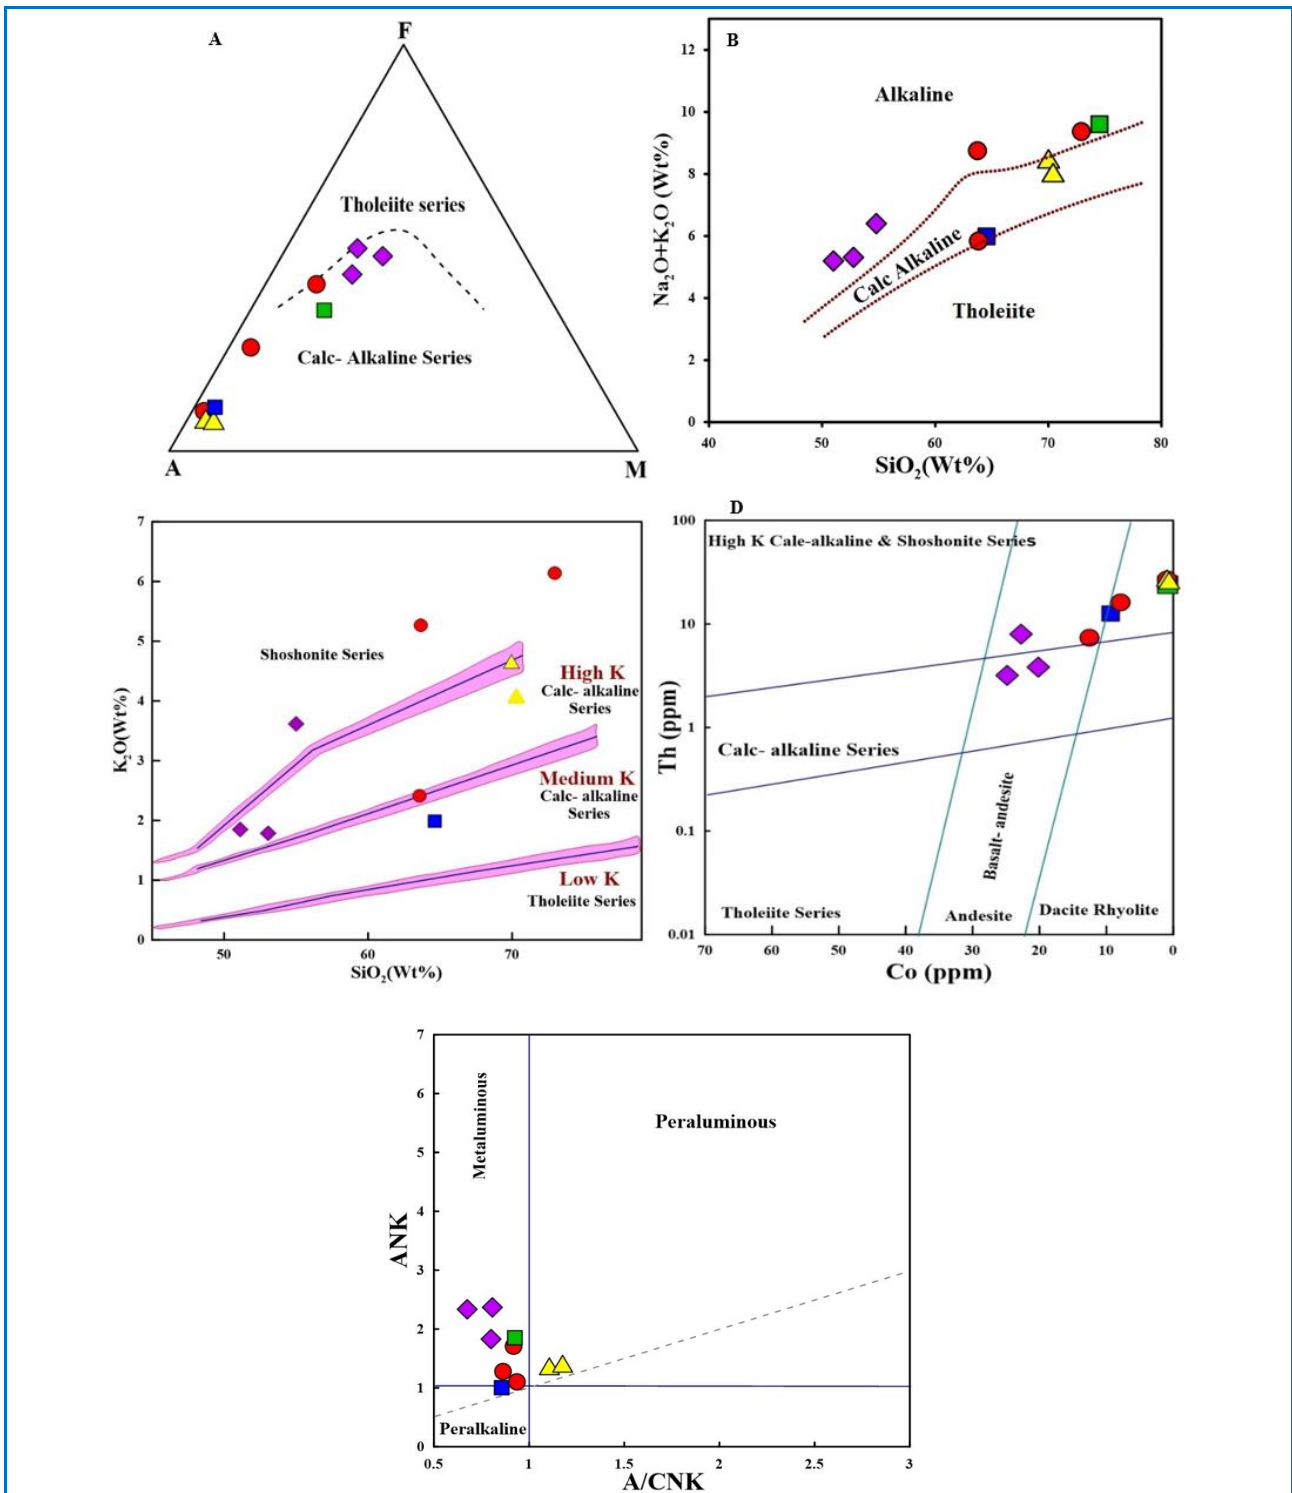 A
F
Tholeiite series
Calc- Alkaline Series
A
M
B
12
10
8
6
4
2
0
Na2O+K2O (Wt%)
Alkaline
Calc Alkaline
Tholeiite
40
50
60
70
80
SiO2(Wt%)
7
6
5
4
3
2
1
0
K2O(Wt%)
Shoshonite Series
High K
Calc- alkaline
Series
Medium K
Calc- alkaline
Series
Low K
Tholeiite Series
50
60
70
SiO2(Wt%)
D
100
10
1
0.1
0.01
Th (ppm)
High K Cale-alkaline & Shoshonite Series
Calc- alkaline Series
Basalt- andesite
Tholeiite Series
Andesite
Dacite Rhyolite
70
60
50
40
30
20
10
0
Co (ppm)
7
6
5
4
3
2
1
0
ANK
Metaluminous
Peraluminous
Peralkaline
0.5
1
1.5
2
2.5
3
A/CNK